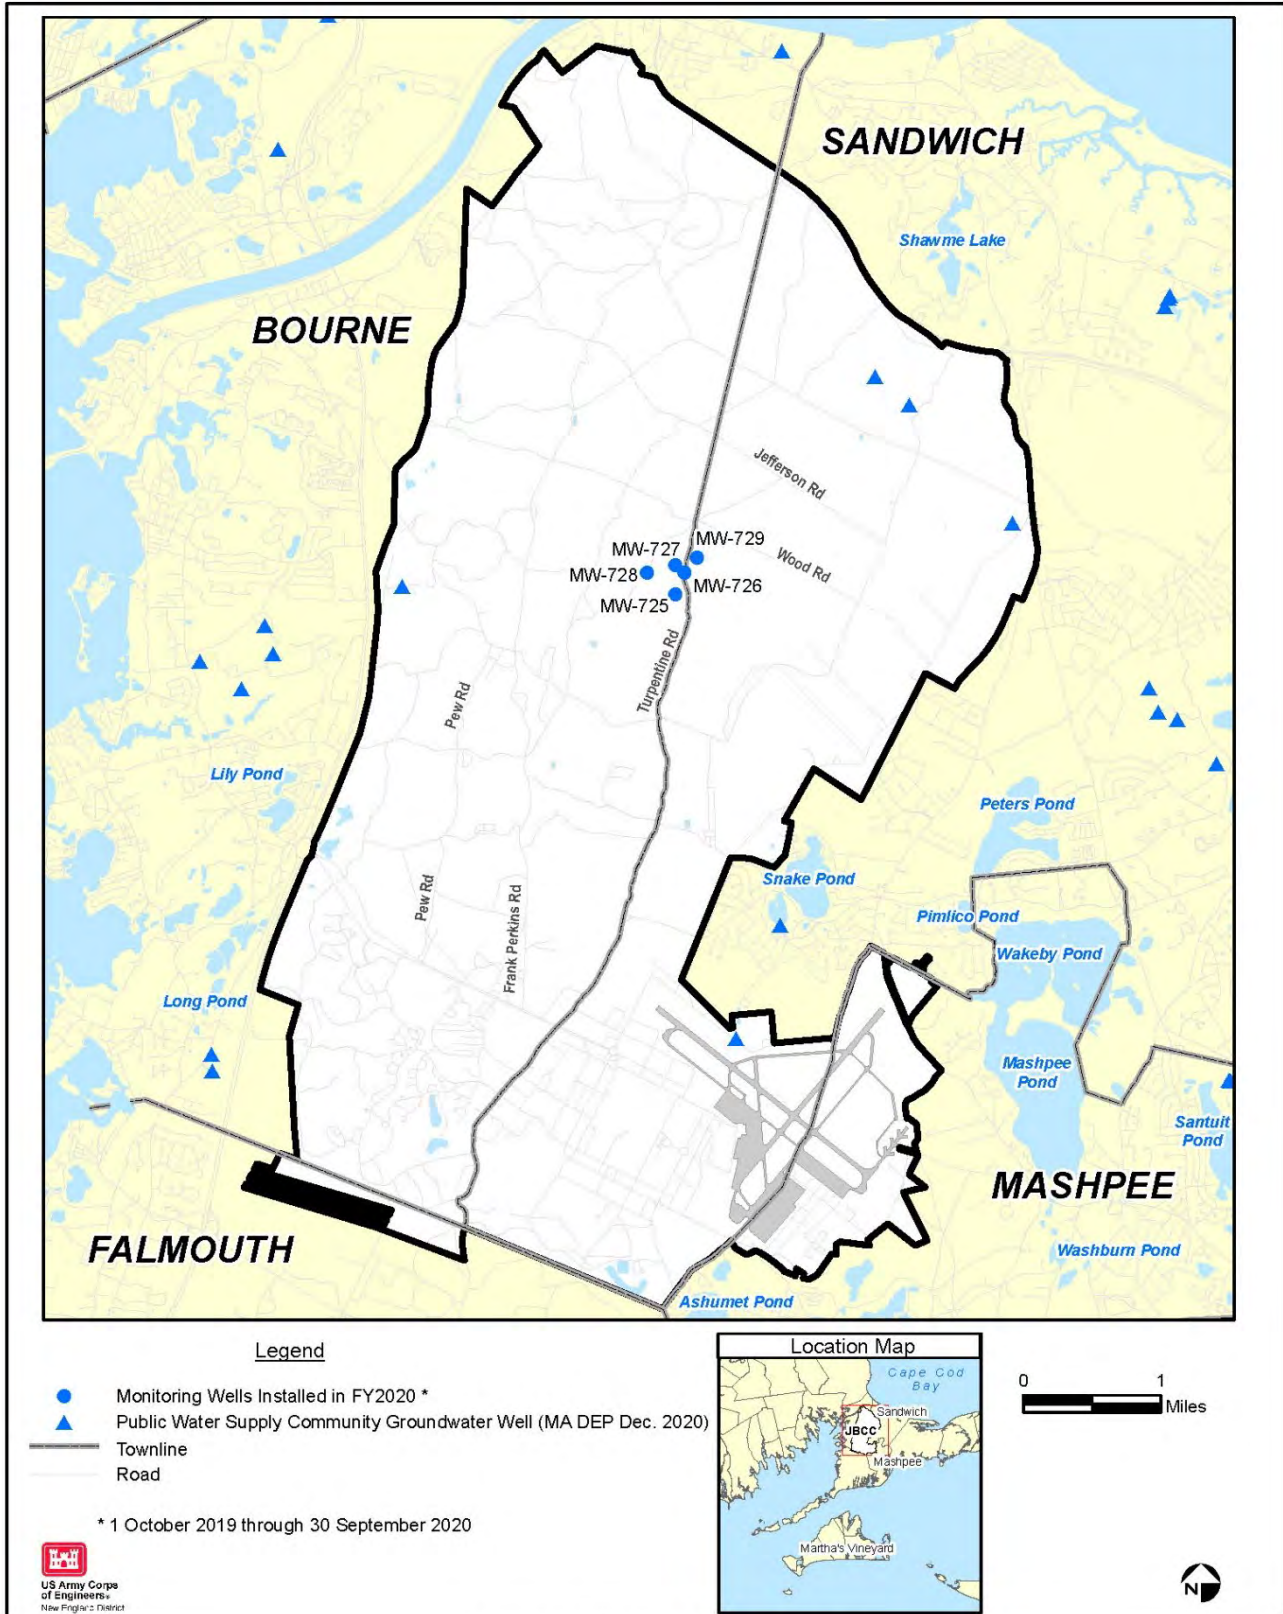 SANDWICH
Shawme Lake
BOURNE
Jefferson Rd
MW-729
MW-727
Wood Rd
MW-728
MW-726
MW-725
Turpentine Rd
Pew Rd
Lily Pond
Peters Pond
Snake Pond
Pew Rd
Frank Perkins Rd
Pimlico Pond
Wakeby Pond
Long Pond
Mashpee
Pond
Santuit
Pond
MASHPEE
FALMOUTH
Washburn Pond
Ashumet Pond
Legend
Monitoring Wells Installed in FY2020 *
Public Water Supply Community Groundwater Well (MA DEP Dec. 2020)
Townline
Road
* 1 October 2019 through 30 September 2020
US Army Corps
of Engineers®
New England District
Location Map
Cape Cod
Bay
Sandwich
JBCC
Mashpee
Martha's Vineyard
0 1
Miles
N